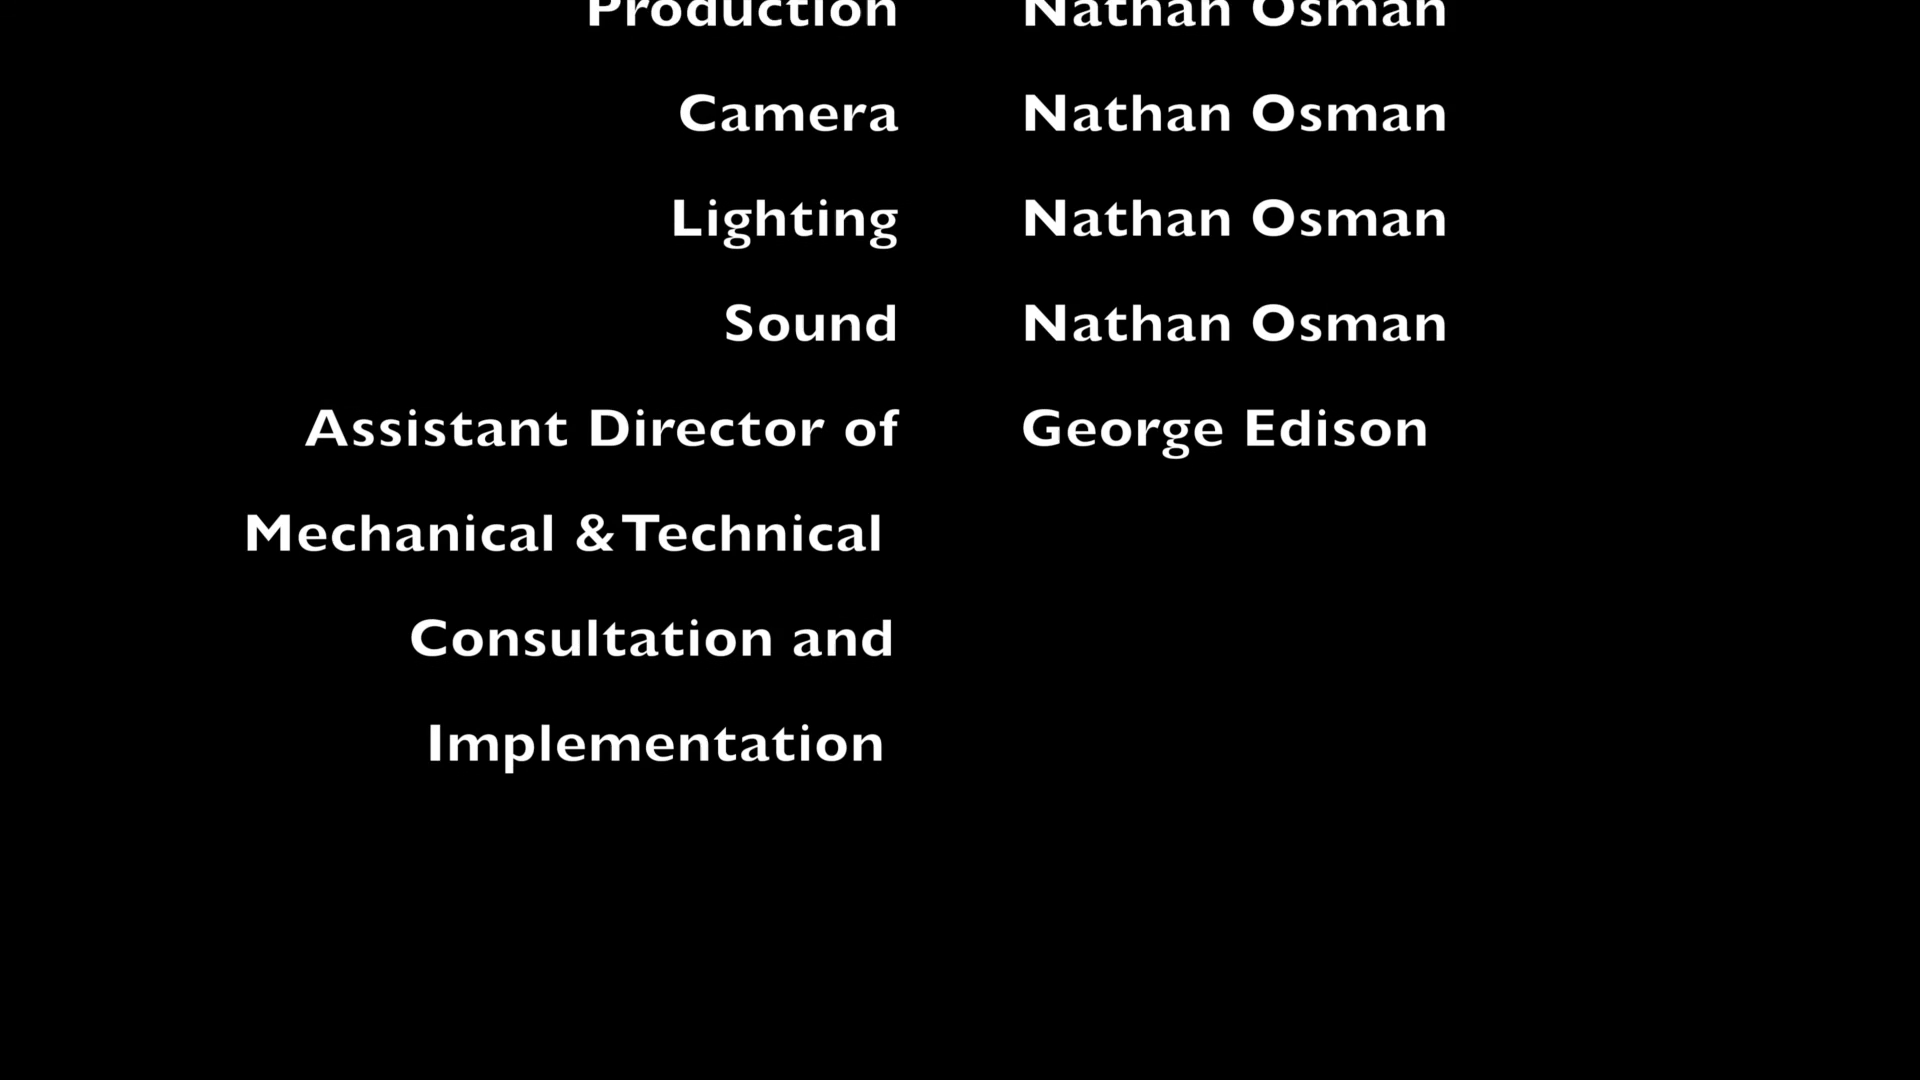 Production Nathan Osman
Camera Nathan Osman
Lighting Nathan Osman
Sound Nathan Osman
Assistant Director of George Edison
Mechanical & Technical
Consultation and
Implementation